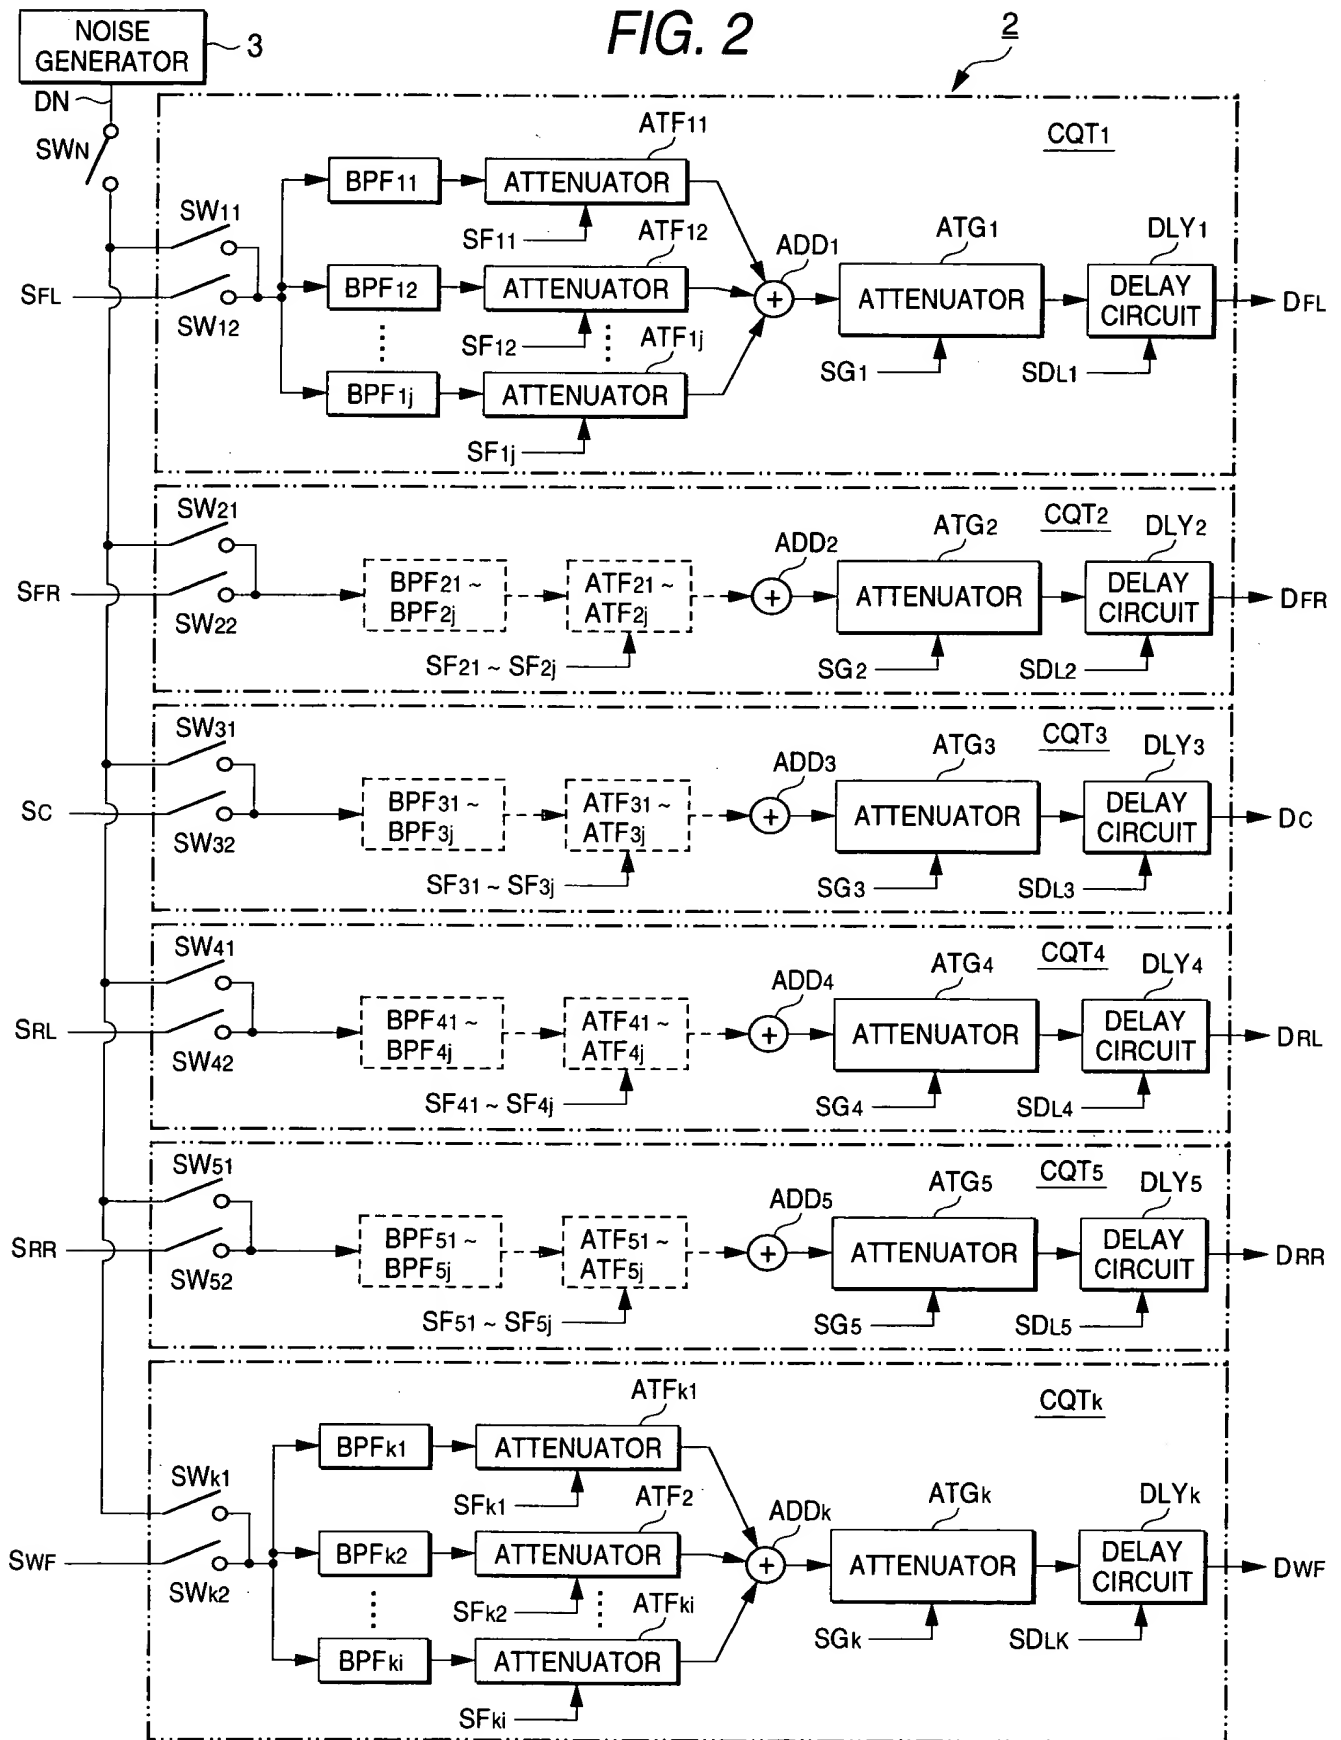 FIG. 2
NOISE
GENERATOR
3
2
DN
SWN
CQT1
ATF11
BPF11
ATTENUATOR
SW11
SF11
ATF12
ATG1
DLY1
ADD1
SFL
BPF12
ATTENUATOR
+
ATTENUATOR
DELAY
CIRCUIT
DFL
SW12
SF12
ATF1j
SG1
SDL1
BPF1j
ATTENUATOR
SF1j
CQT2
SW21
ATG2
DLY2
ADD2
SFR
BPF21 ~
BPF2j
ATF21 ~
ATF2j
+
ATTENUATOR
DELAY
CIRCUIT
DFR
SW22
SF21 ~ SF2j
SG2
SDL2
CQT3
SW31
ATG3
DLY3
ADD3
SC
BPF31 ~
BPF3j
ATF31 ~
ATF3j
+
ATTENUATOR
DELAY
CIRCUIT
DC
SW32
SF31 ~ SF3j
SG3
SDL3
CQT4
SW41
ATG4
DLY4
ADD4
SRL
BPF41 ~
BPF4j
ATF41 ~
ATF4j
+
ATTENUATOR
DELAY
CIRCUIT
DRL
SW42
SF41 ~ SF4j
SG4
SDL4
CQT5
SW51
ATG5
DLY5
ADD5
SRR
BPF51 ~
BPF5j
ATF51 ~
ATF5j
+
ATTENUATOR
DELAY
CIRCUIT
DRR
SW52
SF51 ~ SF5j
SG5
SDL5
CQTk
ATFk1
BPFk1
ATTENUATOR
SWk1
SFk1
ATF2
ATGk
DLYk
ADDk
SWF
BPFk2
ATTENUATOR
+
ATTENUATOR
DELAY
CIRCUIT
DWF
SWk2
SFk2
ATFki
SGk
SDLK
BPFki
ATTENUATOR
SFki